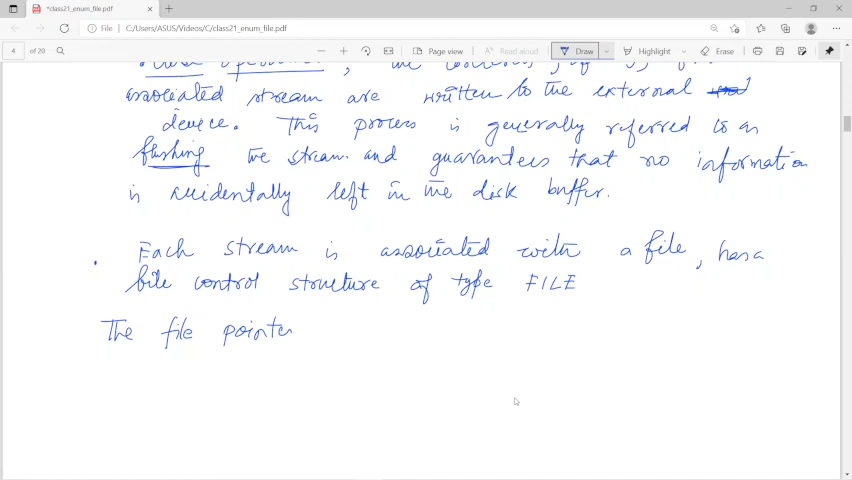 *class21_enum_file.pdf
File | C:/Users/ASUS/Videos/C/class21_enum_file.pdf
4 of 20 Page view Read aloud Draw Highlight Erase
associated stream are written to the external
device. This process is generally referred to as
flushing the stream and guarantees that no information
is accidentally left in the disk buffer.
. Each stream is associated with a file, has a
file control structure of type FILE
The file pointer